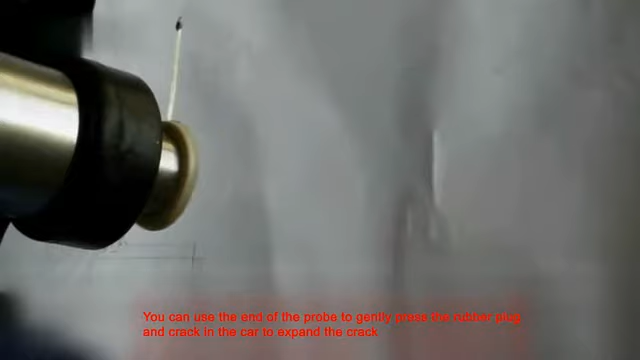 You can use the end of the probe to gently press the rubber plug
and crack in the car to expand the crack